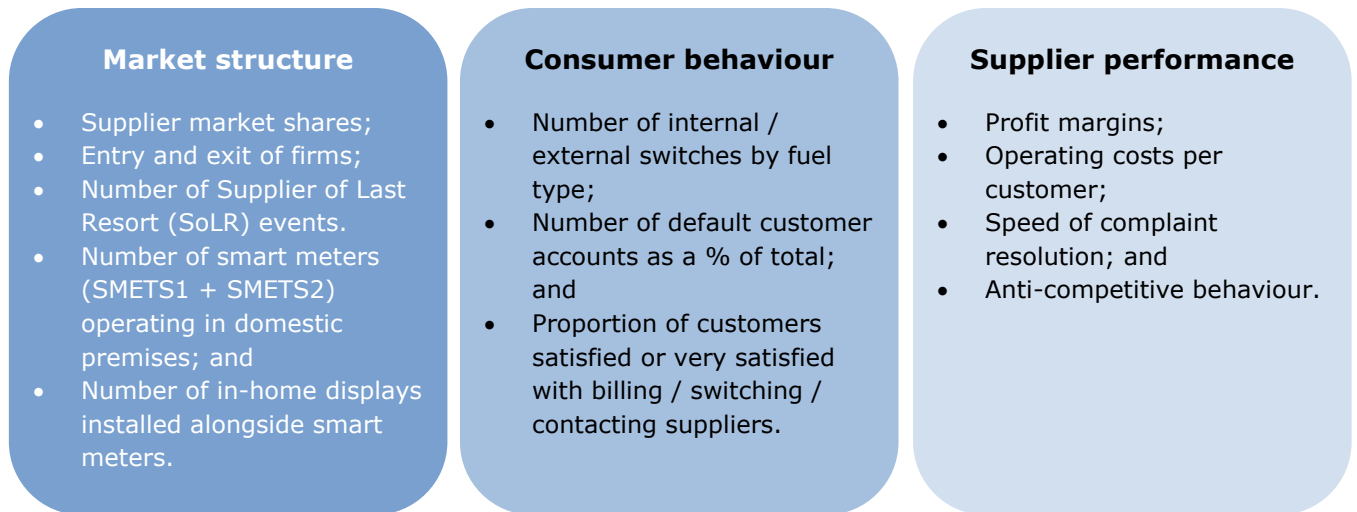 Market structure
• Supplier market shares;
• Entry and exit of firms;
• Number of Supplier of Last
Resort (SoLR) events.
• Number of smart meters
(SMETS1 + SMETS2)
operating in domestic
premises; and
• Number of in-home displays
installed alongside smart
meters.
Consumer behaviour
• Number of internal /
external switches by fuel
type;
• Number of default customer
accounts as a % of total;
and
• Proportion of customers
satisfied or very satisfied
with billing / switching /
contacting suppliers.
Supplier performance
• Profit margins;
• Operating costs per
customer;
• Speed of complaint
resolution; and
• Anti-competitive behaviour.